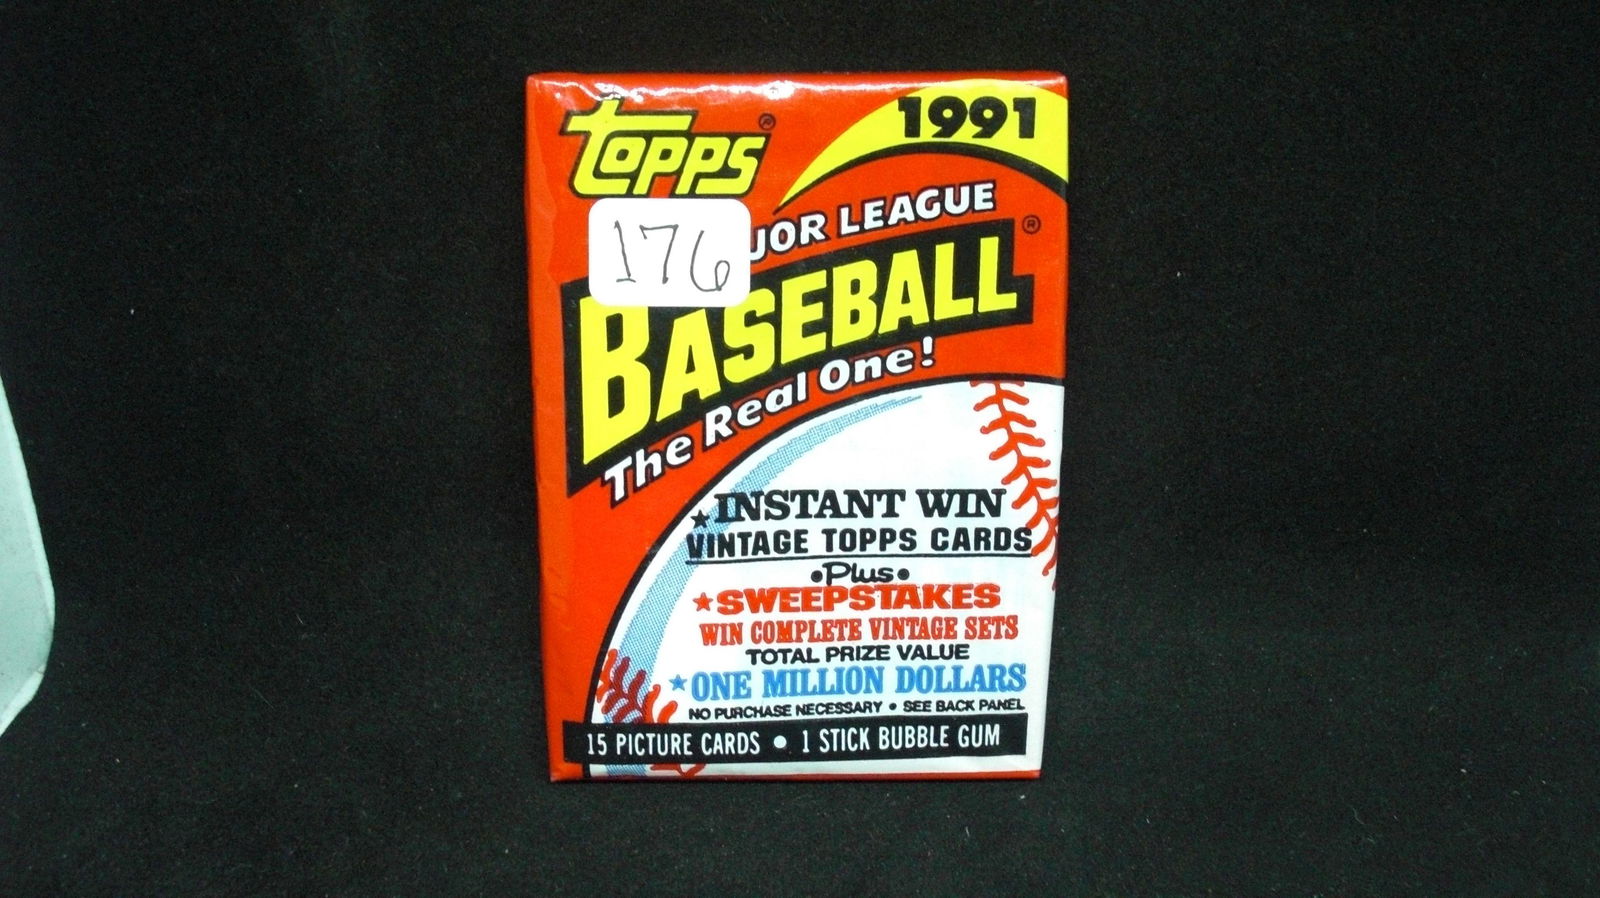 topps®
1991
176
JOR LEAGUE
BASEBALL®
The Real One!
★INSTANT WIN
VINTAGE TOPPS CARDS
•Plus•
★SWEEPSTAKES
WIN COMPLETE VINTAGE SETS
TOTAL PRIZE VALUE
★ONE MILLION DOLLARS
NO PURCHASE NECESSARY • SEE BACK PANEL
15 PICTURE CARDS • 1 STICK BUBBLE GUM